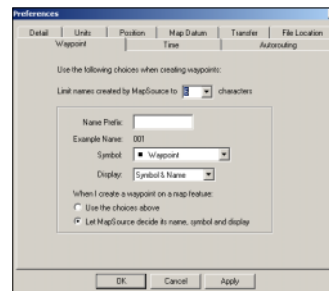 Preferences
Detail Units Position Map Datum Transfer File Location
Waypoint Time Autorouting
Use the following choices when creating waypoints:
Limit names created by MapSource to characters
Name Prefix:
Example Name: 001
Symbol: Waypoint
Display: Symbol & Name
When I create a waypoint on a map feature:
Use the choices above
Let MapSource decide its name, symbol and display
OK Cancel Apply